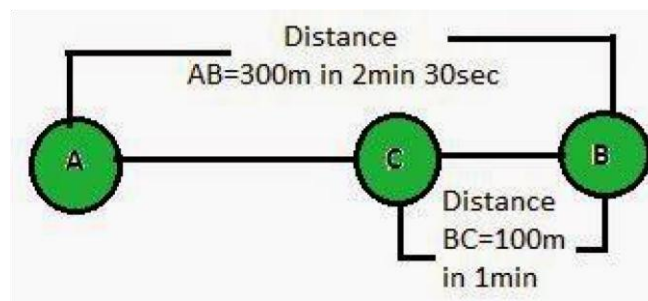 Distance
AB=300m in 2min 30sec
A
C
B
Distance
BC=100m
in 1min